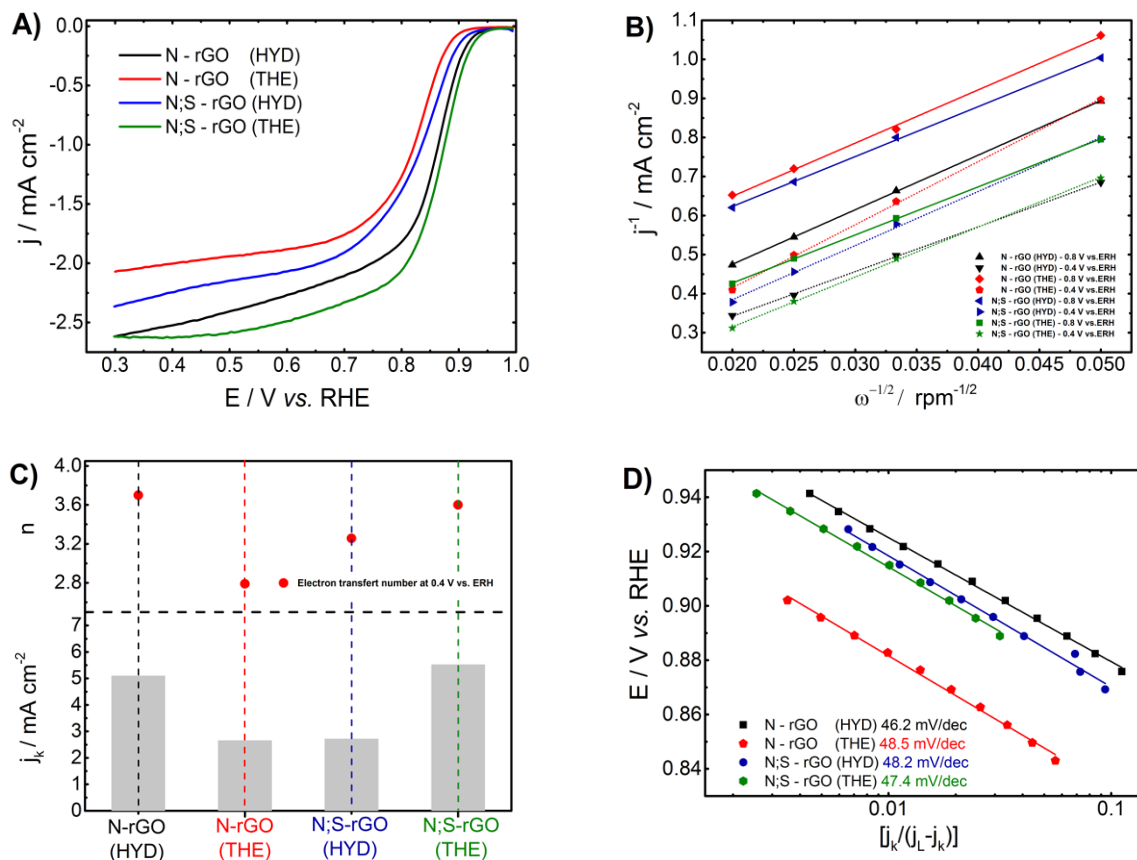 A)
0.0
-0.5
-1.0
-1.5
-2.0
-2.5
j / mA cm-2
N - rGO (HYD)
N - rGO (THE)
N;S - rGO (HYD)
N;S - rGO (THE)
0.3 0.4 0.5 0.6 0.7 0.8 0.9 1.0
E / V vs. RHE
B)
1.1
1.0
0.9
0.8
0.7
0.6
0.5
0.4
0.3
j-1 / mA cm-2
N - rGO (HYD) - 0.8 V vs.ERH
N - rGO (HYD) - 0.4 V vs.ERH
N - rGO (THE) - 0.8 V vs.ERH
N - rGO (THE) - 0.4 V vs.ERH
N;S - rGO (HYD) - 0.8 V vs.ERH
N;S - rGO (HYD) - 0.4 V vs.ERH
N;S - rGO (THE) - 0.8 V vs.ERH
N;S - rGO (THE) - 0.4 V vs.ERH
0.020 0.025 0.030 0.035 0.040 0.045 0.050
ω-1/2 / rpm-1/2
C)
4.0
3.6
3.2
2.8
n
Electron transfert number at 0.4 V vs. ERH
7
6
5
4
3
2
1
0
jk / mA cm-2
N-rGO (HYD)
N-rGO (THE)
N;S-rGO (HYD)
N;S-rGO (THE)
D)
0.94
0.92
0.90
0.88
0.86
0.84
E / V vs. RHE
N - rGO (HYD) 46.2 mV/dec
N - rGO (THE) 48.5 mV/dec
N;S - rGO (HYD) 48.2 mV/dec
N;S - rGO (THE) 47.4 mV/dec
0.01 0.1
[jk/(jL-jk)]